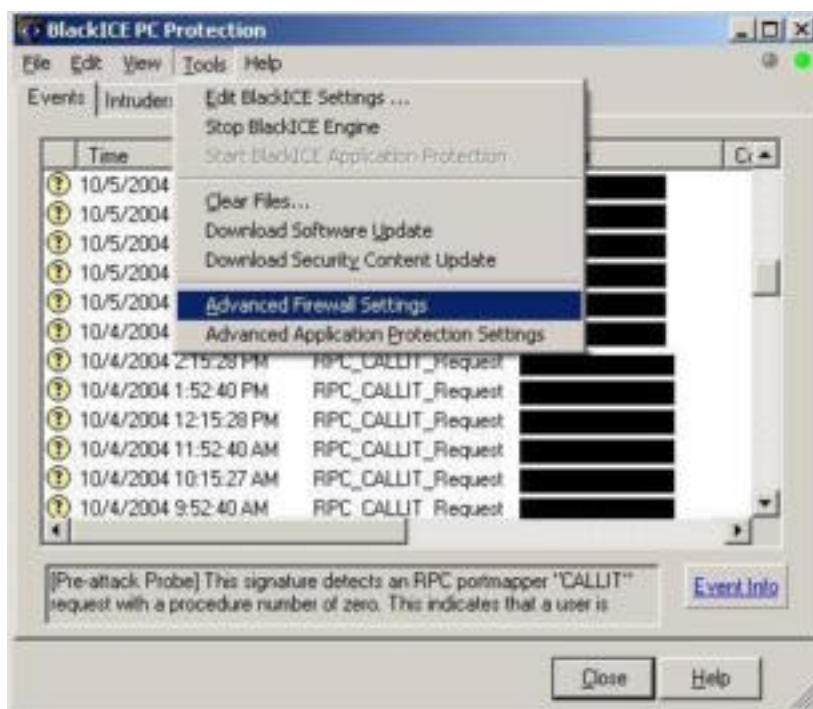 BlackICE PC Protection
File Edit View Tools Help
Events Intruders
Edit BlackICE Settings ...
Stop BlackICE Engine
Start BlackICE Application Protection
Clear Files...
Download Software Update
Download Security Content Update
Advanced Firewall Settings
Advanced Application Protection Settings
Time
10/5/2004
10/5/2004
10/5/2004
10/5/2004
10/5/2004
10/4/2004
10/4/2004 2:15:28 PM RPC_CALLIT_Request
10/4/2004 1:52:40 PM RPC_CALLIT_Request
10/4/2004 12:15:28 PM RPC_CALLIT_Request
10/4/2004 11:52:40 AM RPC_CALLIT_Request
10/4/2004 10:15:27 AM RPC_CALLIT_Request
10/4/2004 9:52:40 AM RPC_CALLIT_Request
[Pre-attack Probe] This signature detects an RPC portmapper "CALLIT"
request with a procedure number of zero. This indicates that a user is
Event Info
Close Help